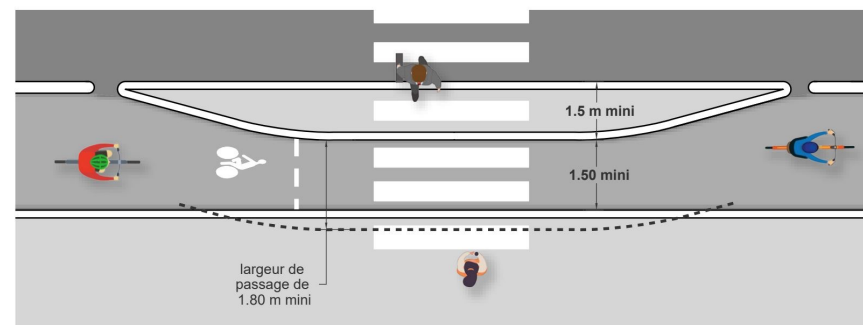 1.5 m mini
1.50 mini
largeur de
passage de
1.80 m mini